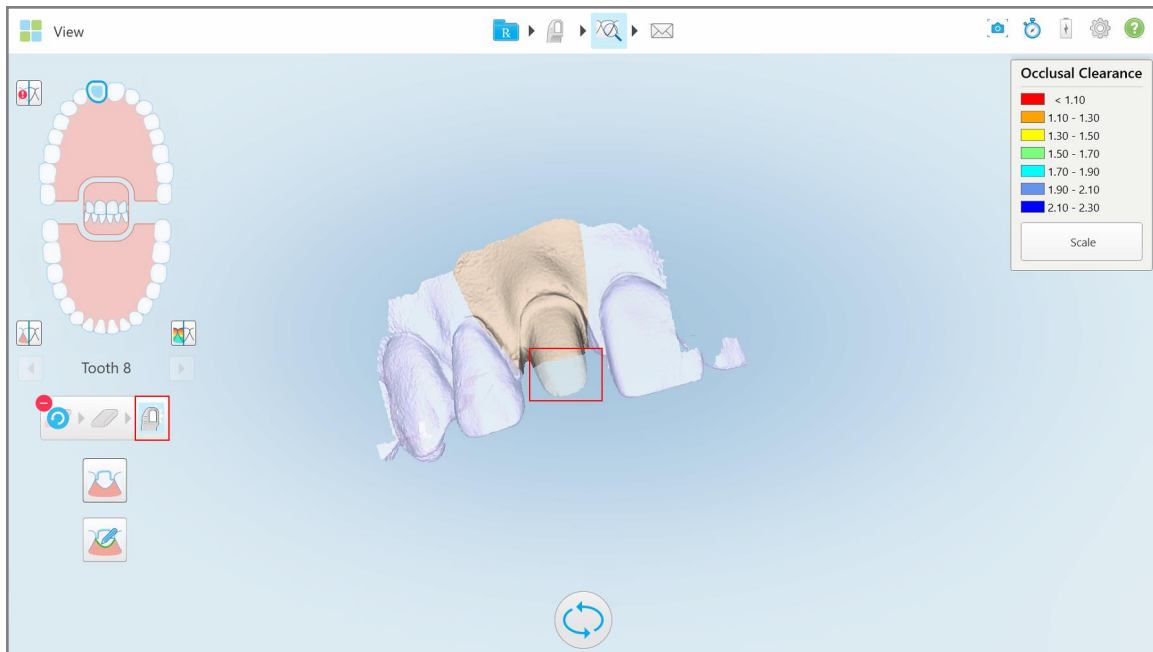 View
R
Occlusal Clearance
< 1.10
1.10 - 1.30
1.30 - 1.50
1.50 - 1.70
1.70 - 1.90
1.90 - 2.10
2.10 - 2.30
Scale
Tooth 8